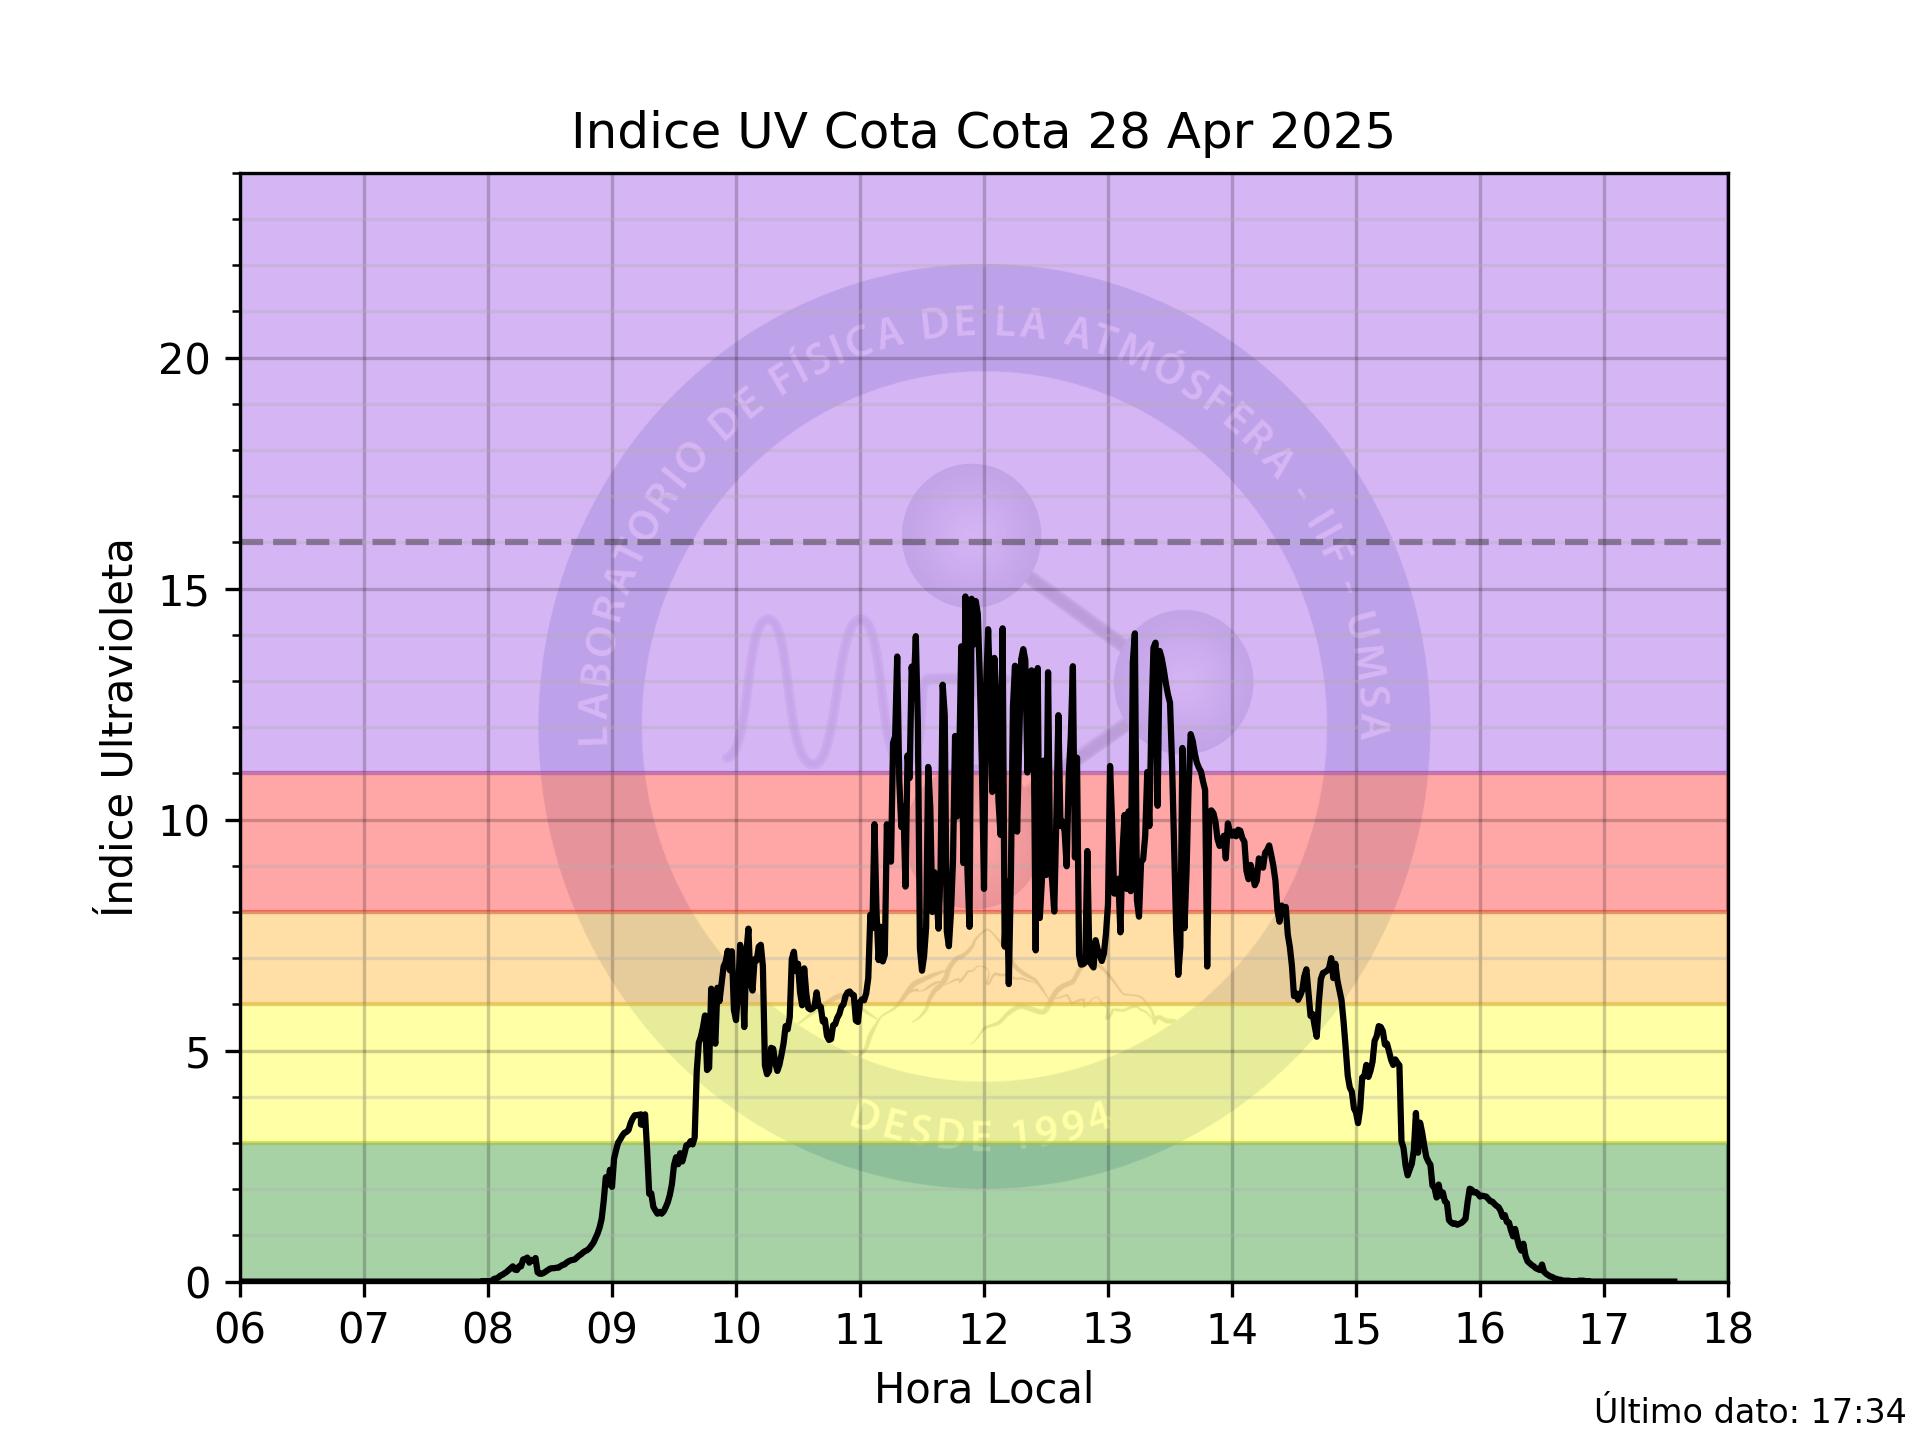 Indice UV Cota Cota 28 Apr 2025
LABORATORIO DE FÍSICA DE LA ATMÓSFERA - IIF - UMSA
DESDE 1994
Índice Ultravioleta
20
15
10
5
0
06 07 08 09 10 11 12 13 14 15 16 17 18
Hora Local
Último dato: 17:34